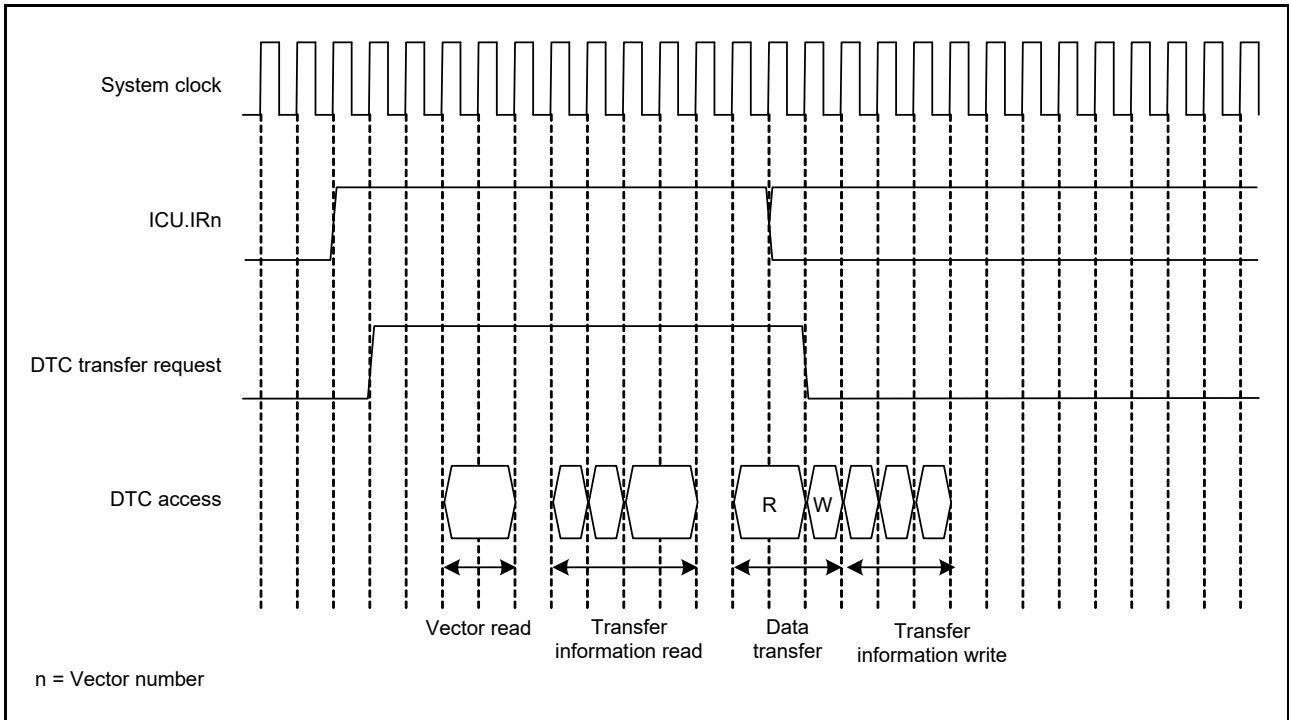 System clock
ICU.IRn
DTC transfer request
DTC access
R
W
Vector read
Transfer
information read
Data
transfer
Transfer
information write
n = Vector number